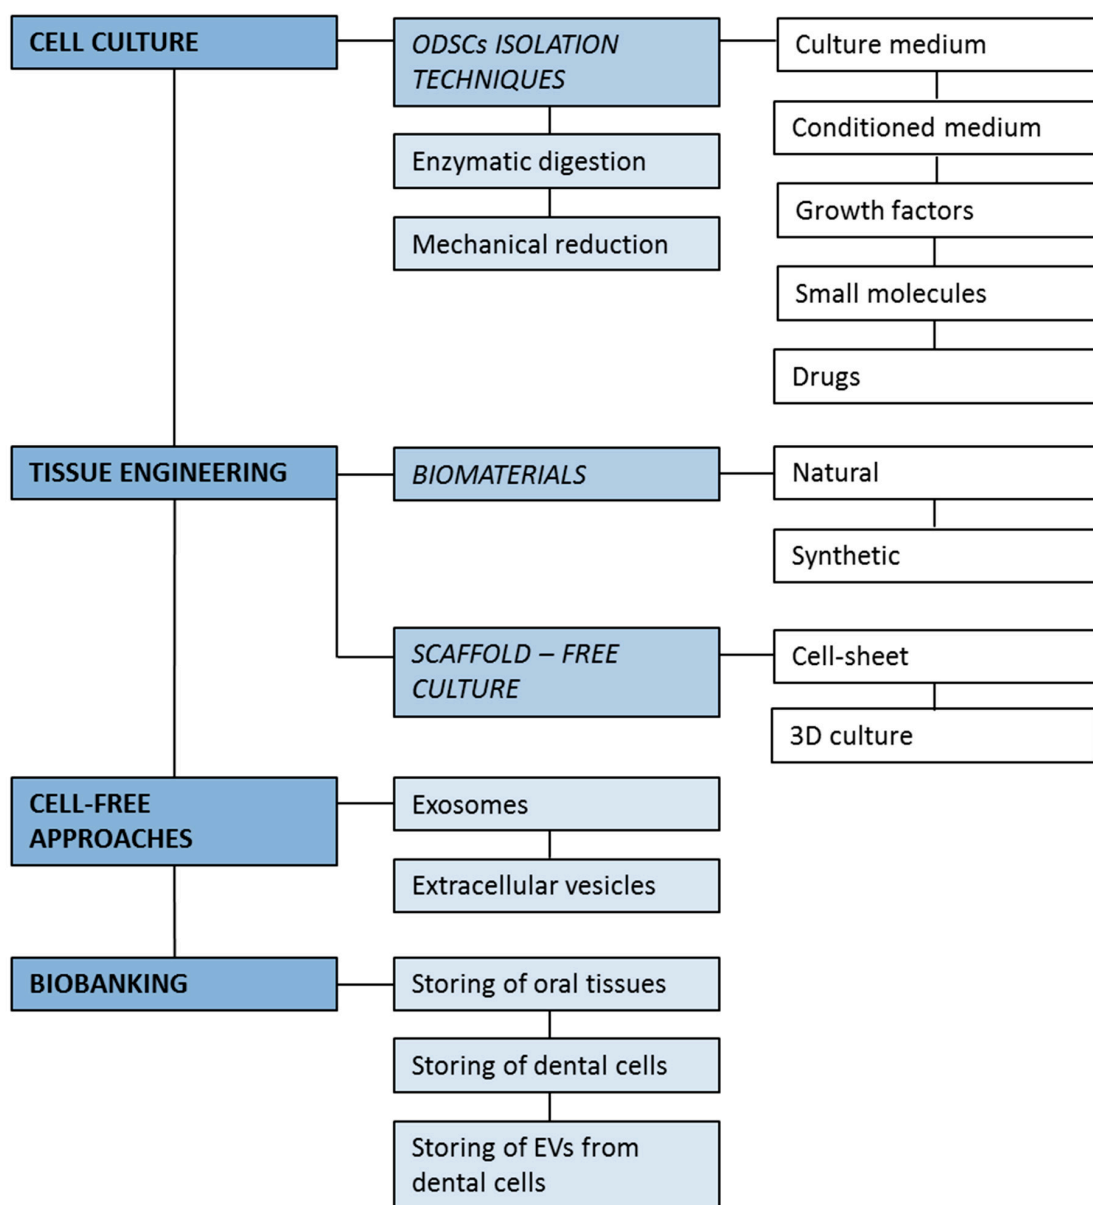 CELL CULTURE
ODSCs ISOLATION
TECHNIQUES
Enzymatic digestion
Mechanical reduction
Culture medium
Conditioned medium
Growth factors
Small molecules
Drugs
TISSUE ENGINEERING
BIOMATERIALS
Natural
Synthetic
SCAFFOLD – FREE
CULTURE
Cell-sheet
3D culture
CELL-FREE
APPROACHES
Exosomes
Extracellular vesicles
BIOBANKING
Storing of oral tissues
Storing of dental cells
Storing of EVs from
dental cells